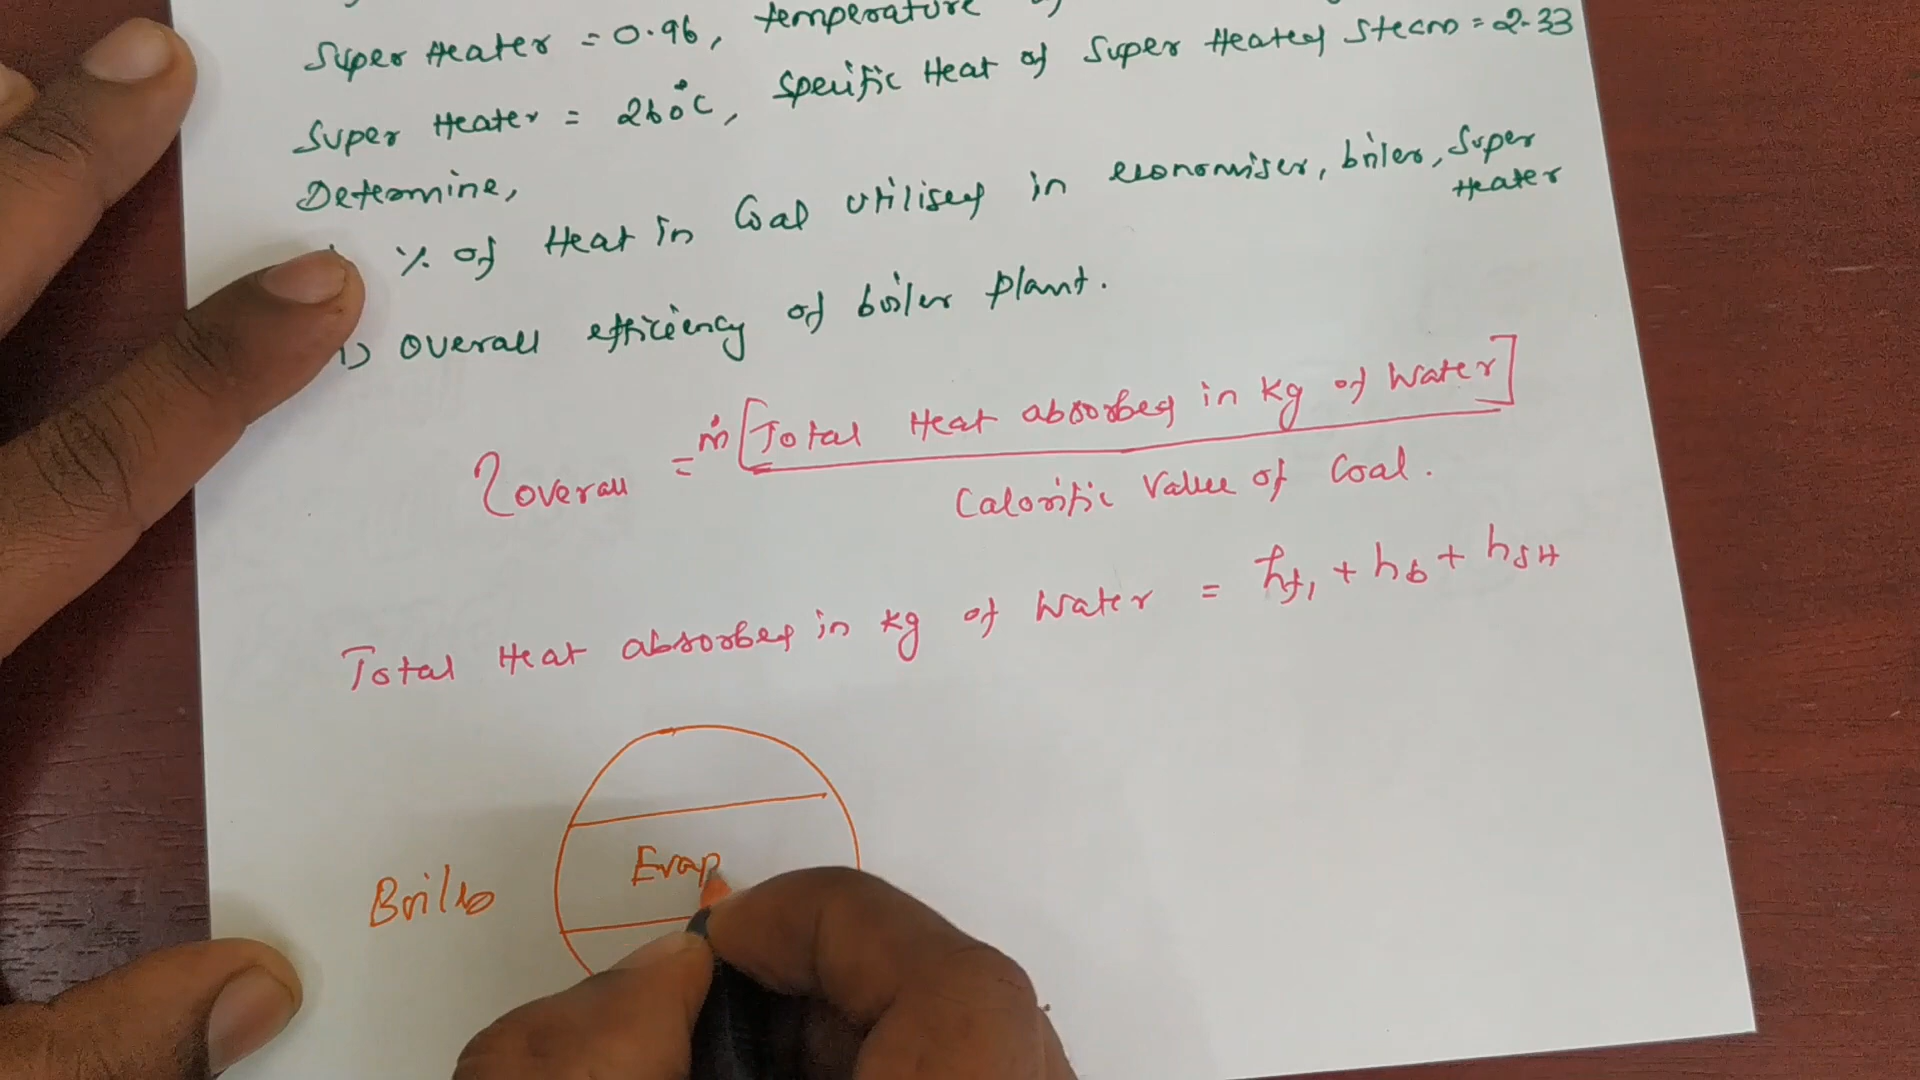 Super Heater = 0.96, temperature
Super Heater = 260°C, Specific Heat of Super Heated Steam = 2.33
Determine,
% of Heat in Coal utilised in economiser, boiler, Super Heater
overall efficiency of boiler plant.
η overall = ṁ [Total Heat absorbed in kg of water]
Calorific Value of Coal.
Total Heat absorbed in kg of water = hf1 + hb + hSH
Boiler
Evap